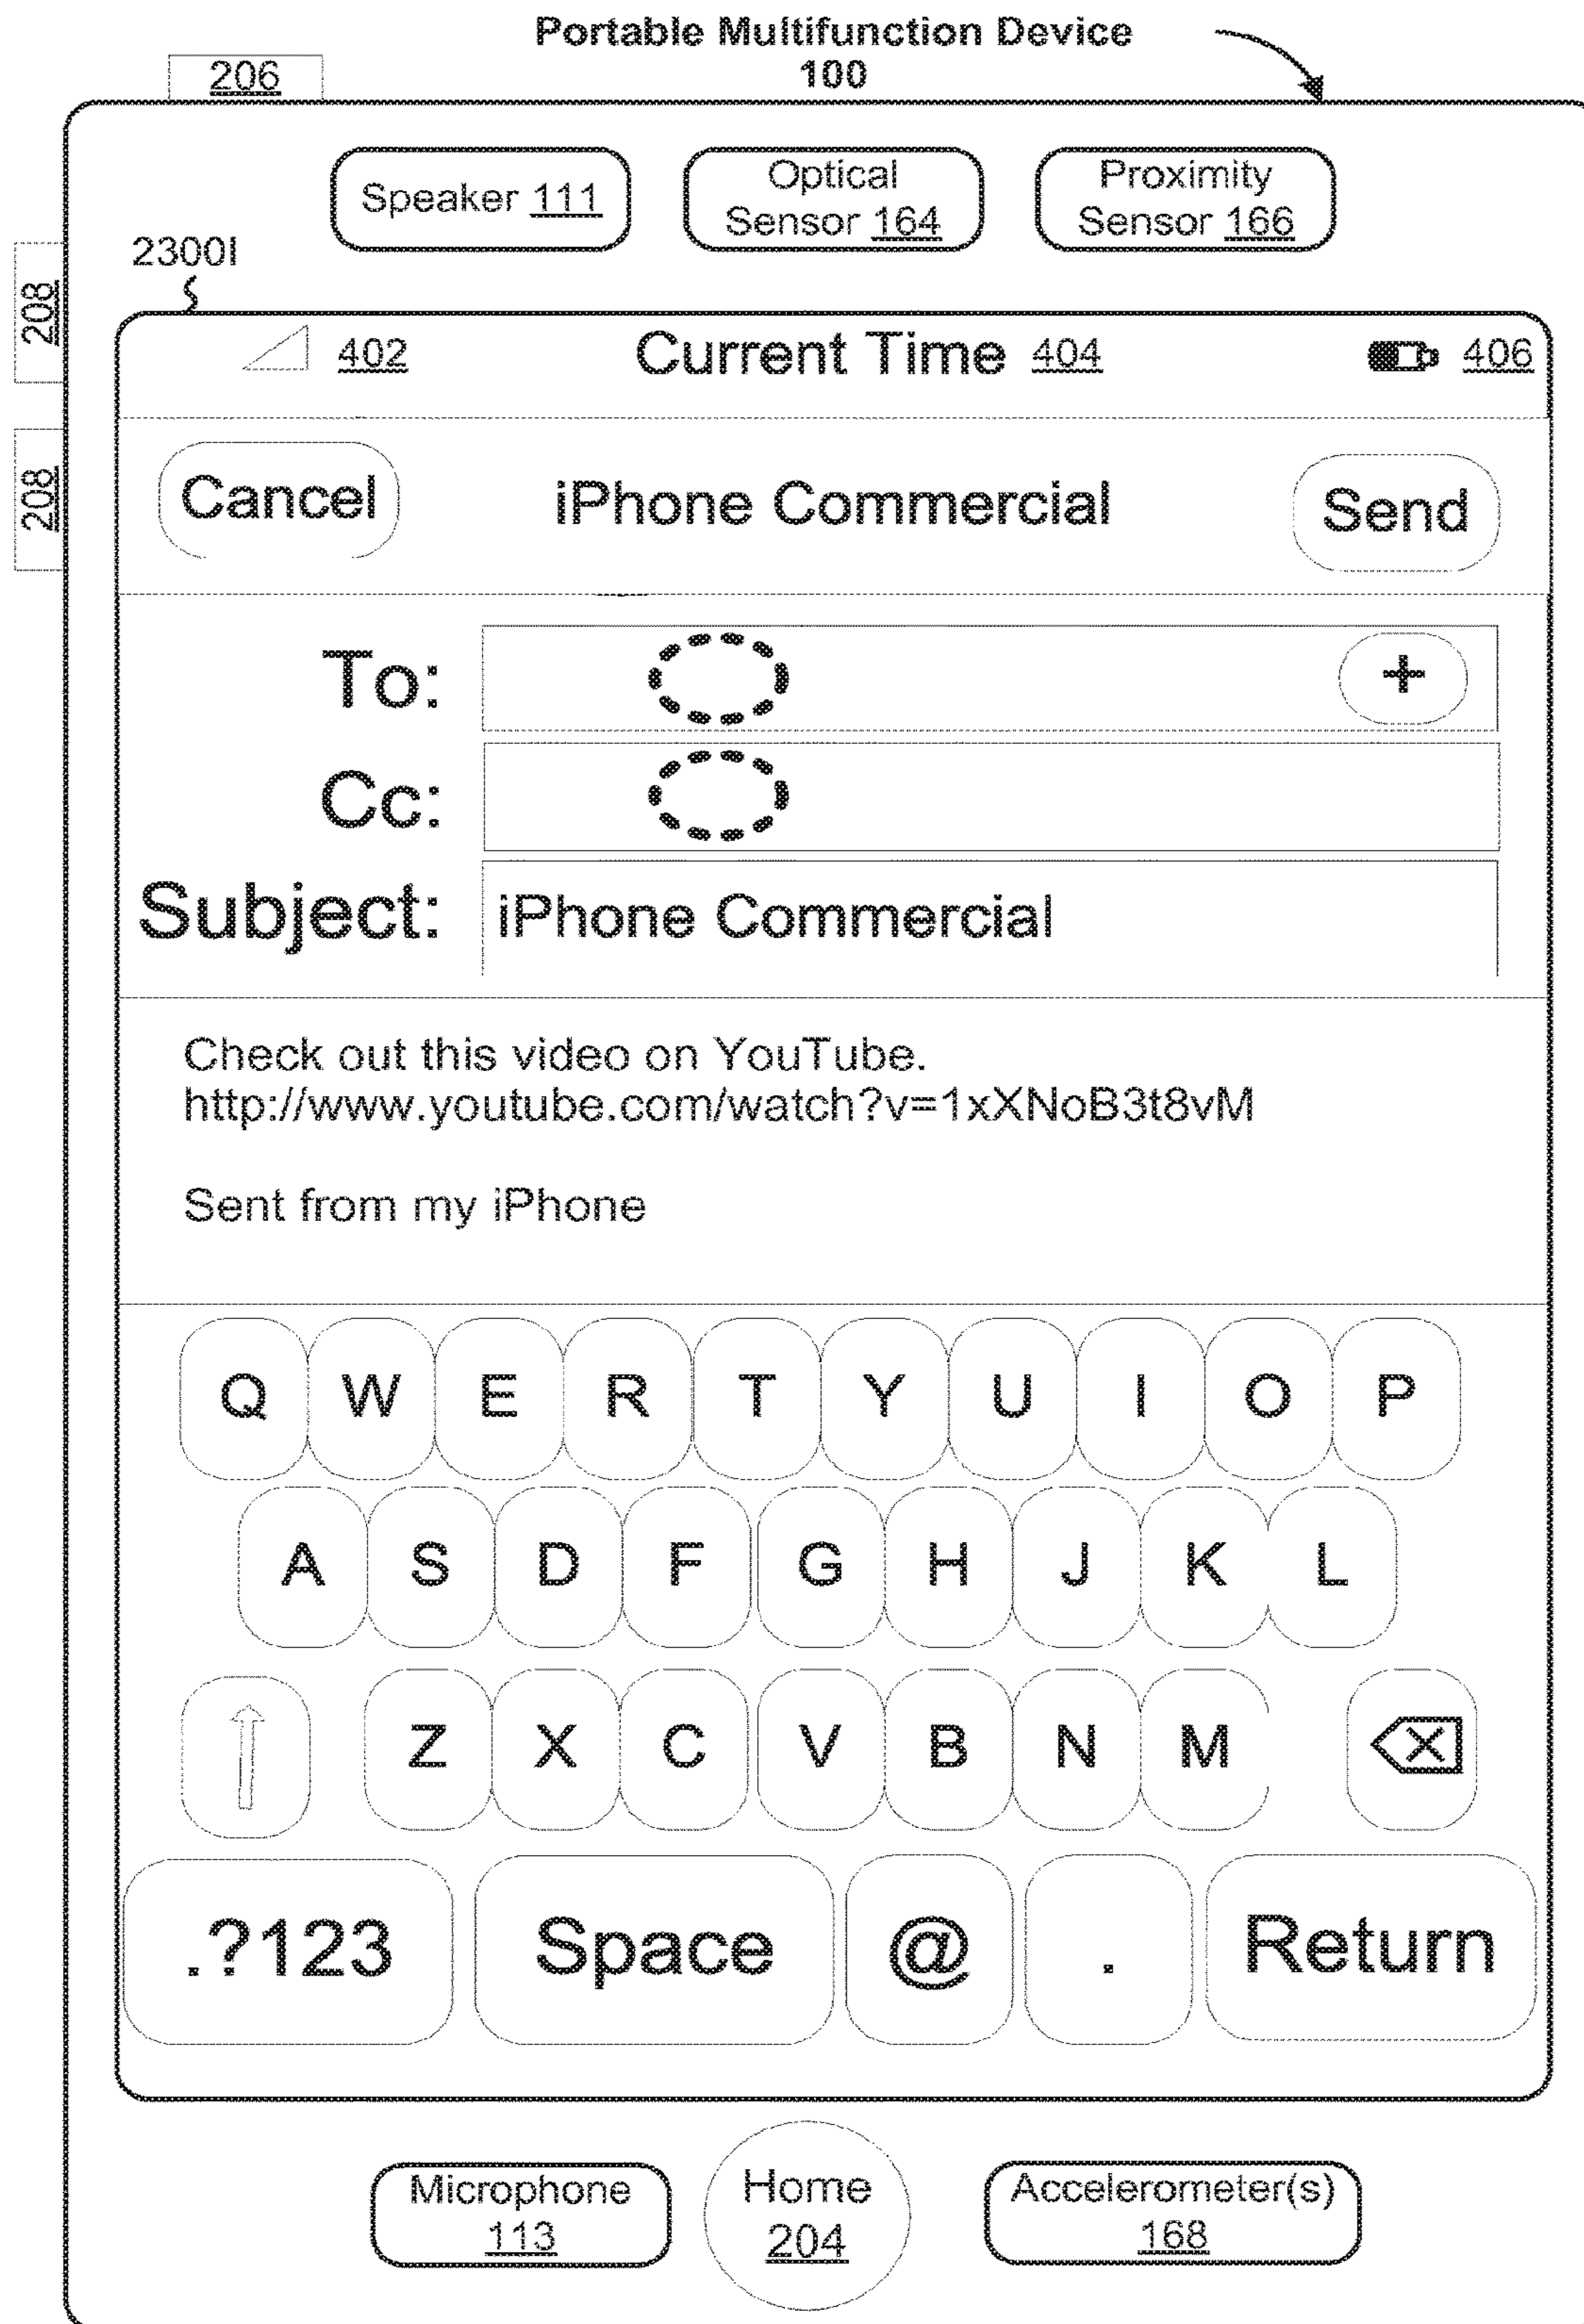 Portable Multifunction Device
100
206
Speaker 111
Optical
Sensor 164
Proximity
Sensor 166
2300I
208
208
402
Current Time 404
406
Cancel
iPhone Commercial
Send
To:
+
Cc:
Subject:
iPhone Commercial
Check out this video on YouTube.
http://www.youtube.com/watch?v=1xXNoB3t8vM
Sent from my iPhone
Q W E R T Y U I O P
A S D F G H J K L
Z X C V B N M
.?123 Space @ . Return
Microphone
113
Home
204
Accelerometer(s)
168